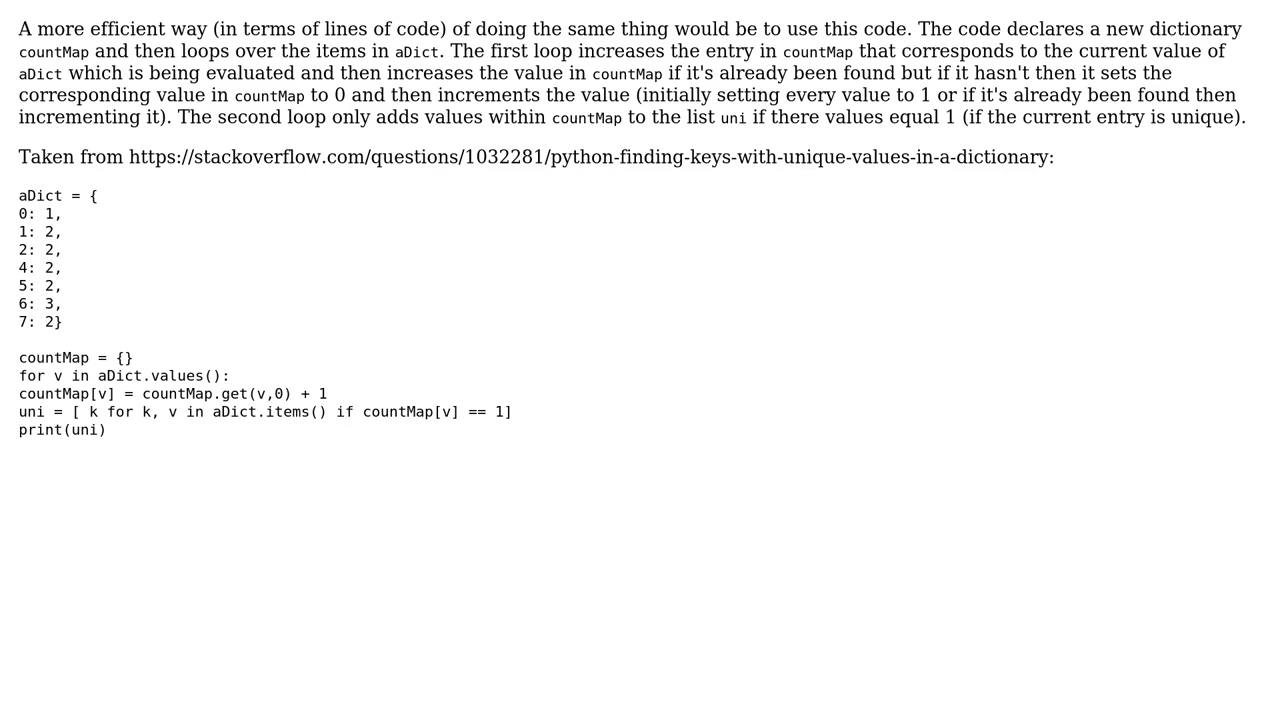 A more efficient way (in terms of lines of code) of doing the same thing would be to use this code. The code declares a new dictionary
countMap and then loops over the items in aDict. The first loop increases the entry in countMap that corresponds to the current value of
aDict which is being evaluated and then increases the value in countMap if it's already been found but if it hasn't then it sets the
corresponding value in countMap to 0 and then increments the value (initially setting every value to 1 or if it's already been found then
incrementing it). The second loop only adds values within countMap to the list uni if there values equal 1 (if the current entry is unique).
Taken from https://stackoverflow.com/questions/1032281/python-finding-keys-with-unique-values-in-a-dictionary:
aDict = {
0: 1,
1: 2,
2: 2,
4: 2,
5: 2,
6: 3,
7: 2}
countMap = {}
for v in aDict.values():
countMap[v] = countMap.get(v,0) + 1
uni = [ k for k, v in aDict.items() if countMap[v] == 1]
print(uni)